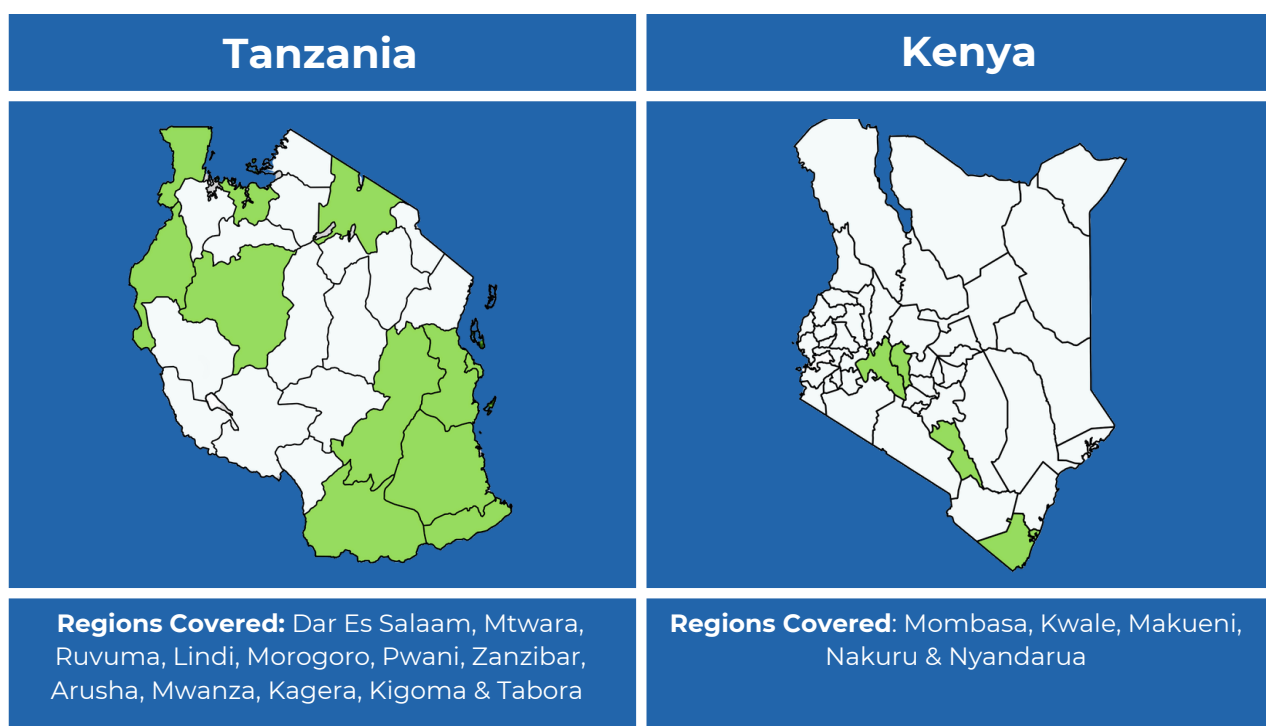 Tanzania
Kenya
Regions Covered: Dar Es Salaam, Mtwara,
Ruvuma, Lindi, Morogoro, Pwani, Zanzibar,
Arusha, Mwanza, Kagera, Kigoma & Tabora
Regions Covered: Mombasa, Kwale, Makueni,
Nakuru & Nyandarua